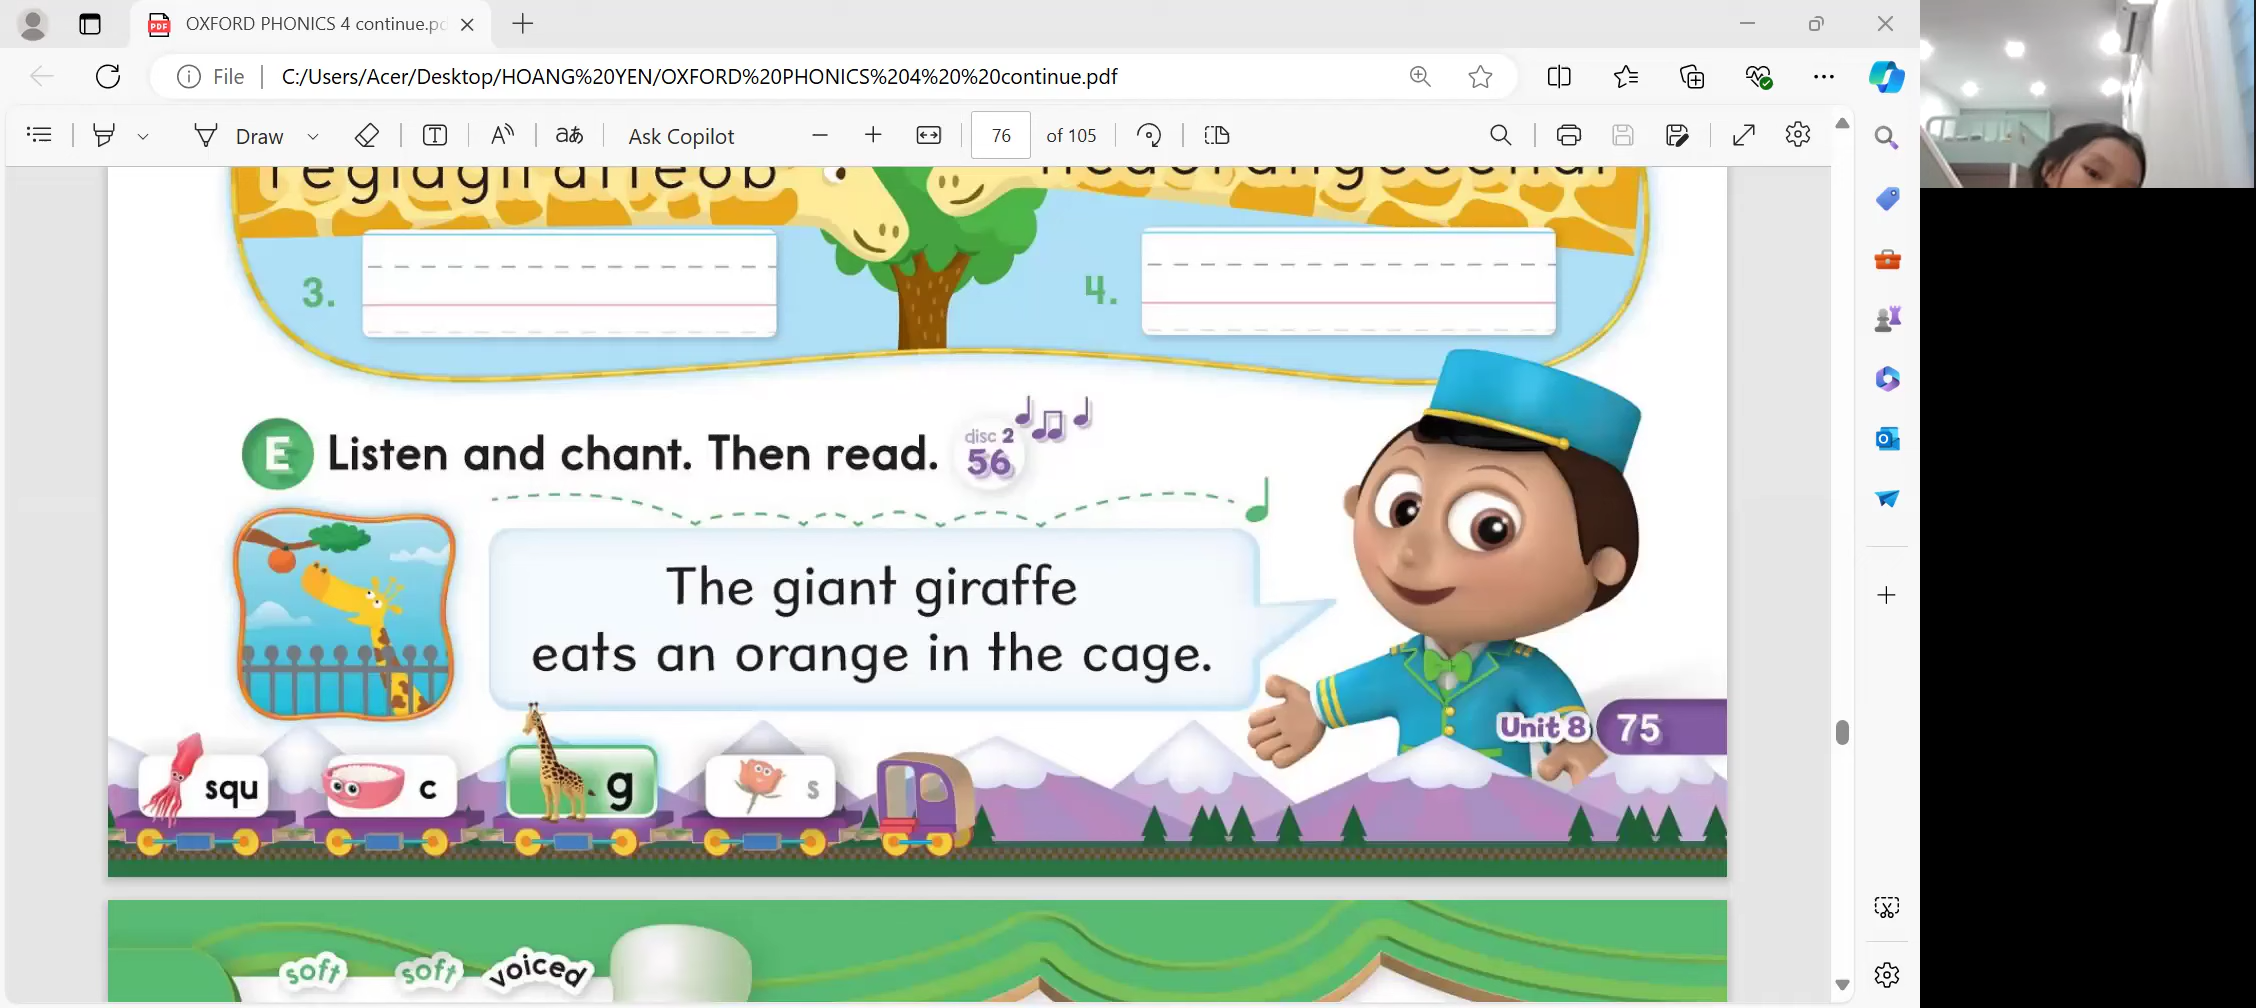 OXFORD PHONICS 4 continue.pd
File
C:/Users/Acer/Desktop/HOANG%20YEN/OXFORD%20PHONICS%204%20%20continue.pdf
Draw
Ask Copilot
76 of 105
3.
4.
E Listen and chant. Then read.
disc 2
56
The giant giraffe
eats an orange in the cage.
Unit 8 75
squ
c
g
s
soft
soft
voiced